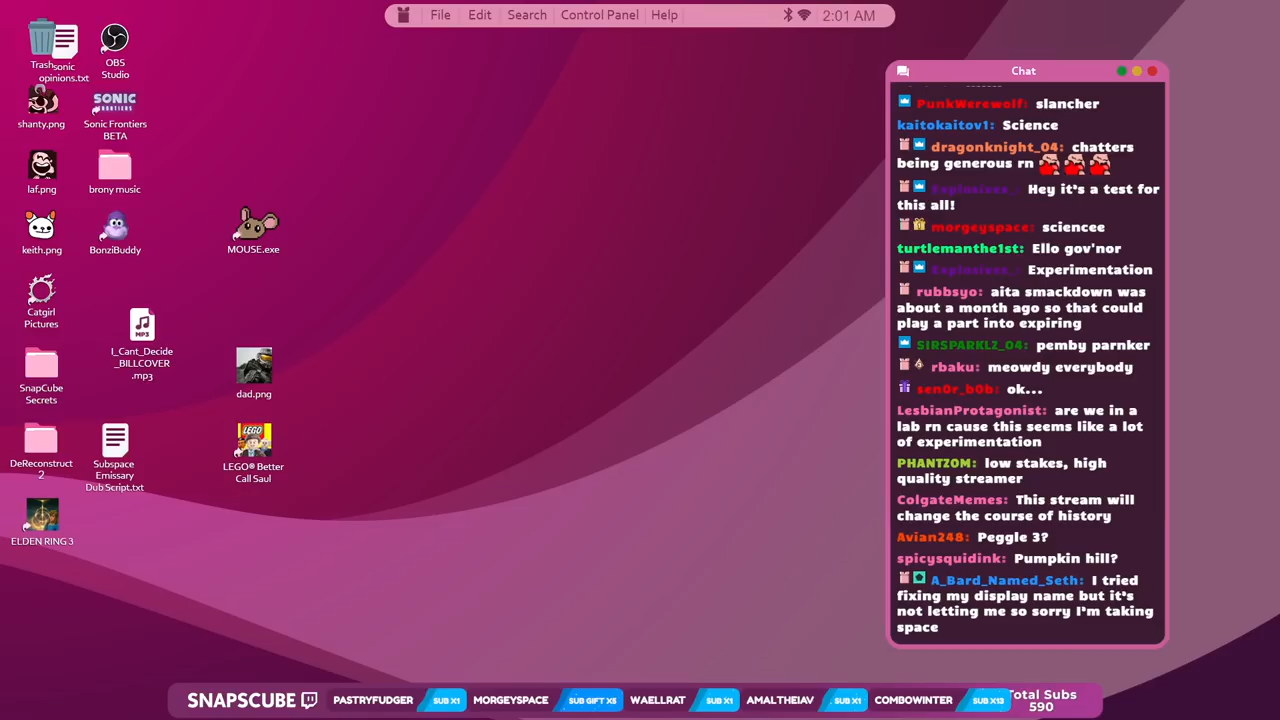 File Edit Search Control Panel Help 2:01 AM
Trash
sonic opinions.txt
OBS Studio
shanty.png
SONIC FRONTIERS
Sonic Frontiers BETA
laf.png
brony music
keith.png
BonziBuddy
MOUSE.exe
Catgirl Pictures
MP3
I_Cant_Decide
_BILLCOVER
.mp3
SnapCube Secrets
dad.png
DeReconstruct 2
Subspace Emissary Dub Script.txt
LEGO
LEGO® Better Call Saul
ELDEN RING 3
Chat
PunkWerewolf: slancher
kaitokaitov1: Science
dragonknight_04: chatters
being generous rn
Explosixes_: Hey it's a test for
this all!
morgeyspace: sciencee
turtlemanthe1st: Ello gov'nor
Explosixes_: Experimentation
rubbsyo: aita smackdown was
about a month ago so that could
play a part into expiring
SIRSPARKLZ_04: pemby parnker
rbaku: meowdy everybody
sen0r_b0b: ok...
LesbianProtagonist: are we in a
lab rn cause this seems like a lot
of experimentation
PHANTZOM: low stakes, high
quality streamer
ColgateMemes: This stream will
change the course of history
Avian248: Peggle 3?
spicysquidink: Pumpkin hill?
A_Bard_Named_Seth: I tried
fixing my display name but it's
not letting me so sorry I'm taking
space
SNAPSCUBE PASTRYFUDGER SUB X1 MORGEYSPACE SUB GIFT X5 WAELLRAT SUB X1 AMALTHEIAV SUB X1 COMBOWINTER SUB X13 Total Subs
590